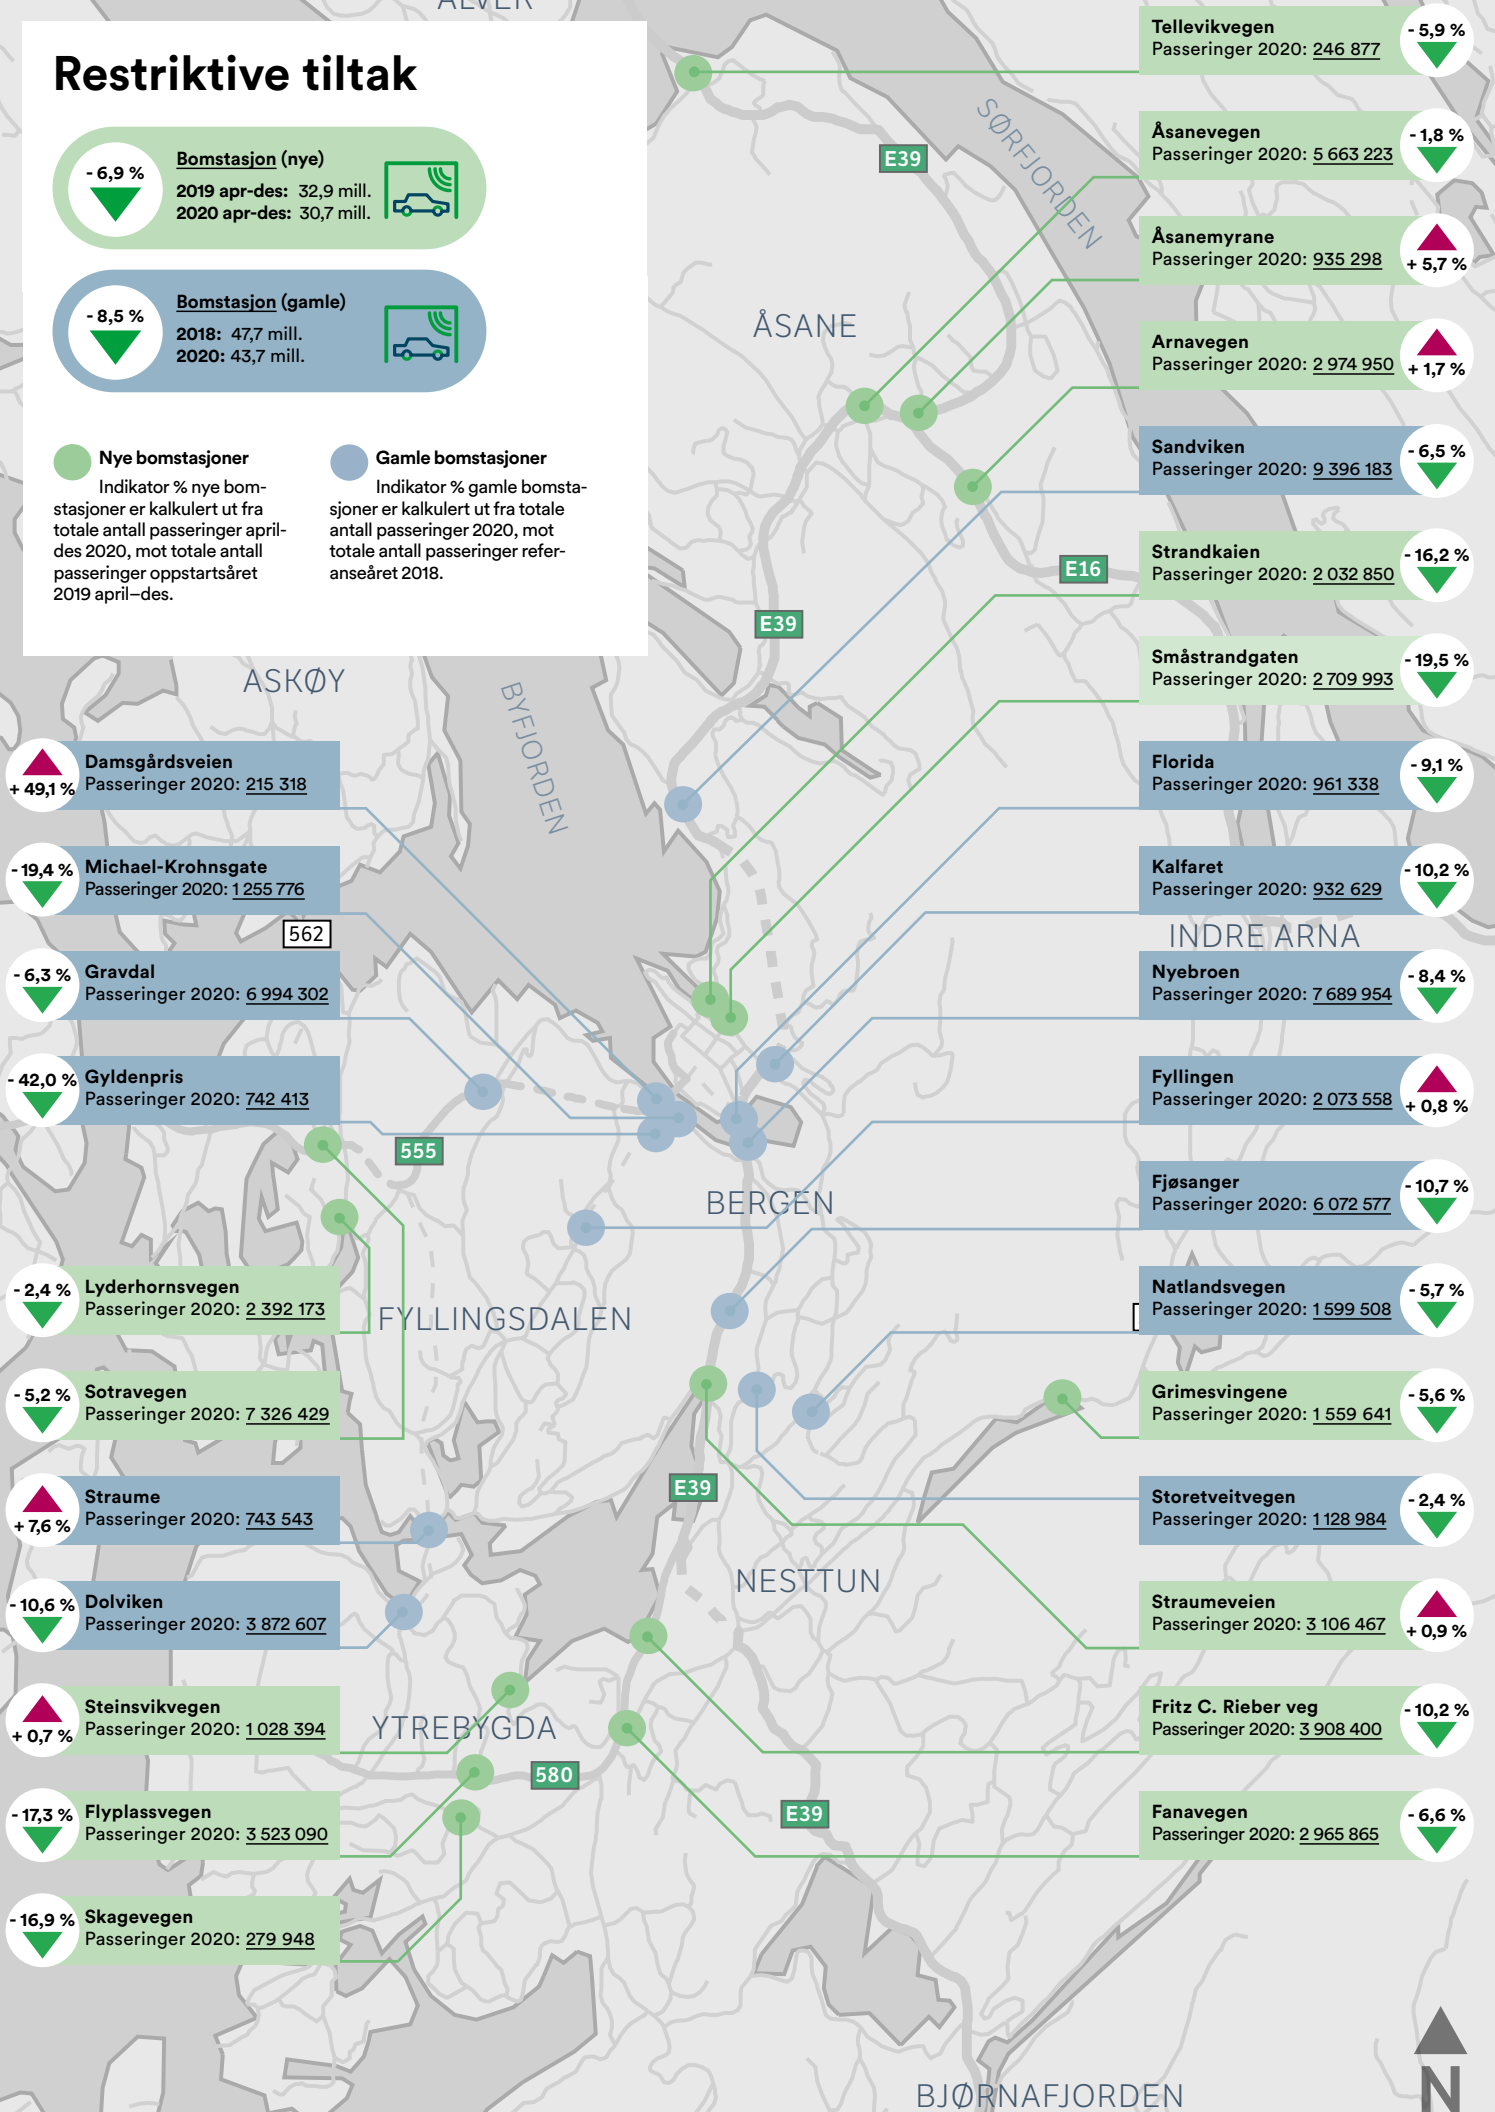 ALVER
Restriktive tiltak
- 6,9 %
Bomstasjon (nye)
2019 apr-des: 32,9 mill.
2020 apr-des: 30,7 mill.
- 8,5 %
Bomstasjon (gamle)
2018: 47,7 mill.
2020: 43,7 mill.
Nye bomstasjoner
Indikator % nye bom-
stasjoner er kalkulert ut fra
totale antall passeringer april-
des 2020, mot totale antall
passeringer oppstartsåret
2019 april–des.
Gamle bomstasjoner
Indikator % gamle bomsta-
sjoner er kalkulert ut fra totale
antall passeringer 2020, mot
totale antall passeringer refer-
anseåret 2018.
Tellevikvegen
Passeringer 2020: 246 877
- 5,9 %
Åsanevegen
Passeringer 2020: 5 663 223
- 1,8 %
Åsanemyrane
Passeringer 2020: 935 298
+ 5,7 %
Arnavegen
Passeringer 2020: 2 974 950
+ 1,7 %
Sandviken
Passeringer 2020: 9 396 183
- 6,5 %
Strandkaien
Passeringer 2020: 2 032 850
- 16,2 %
Småstrandgaten
Passeringer 2020: 2 709 993
- 19,5 %
Florida
Passeringer 2020: 961 338
- 9,1 %
Kalfaret
Passeringer 2020: 932 629
- 10,2 %
Nyebroen
Passeringer 2020: 7 689 954
- 8,4 %
Fyllingen
Passeringer 2020: 2 073 558
+ 0,8 %
Fjøsanger
Passeringer 2020: 6 072 577
- 10,7 %
Natlandsvegen
Passeringer 2020: 1 599 508
- 5,7 %
Grimesvingene
Passeringer 2020: 1 559 641
- 5,6 %
Storetveitvegen
Passeringer 2020: 1 128 984
- 2,4 %
Straumeveien
Passeringer 2020: 3 106 467
+ 0,9 %
Fritz C. Rieber veg
Passeringer 2020: 3 908 400
- 10,2 %
Fanavegen
Passeringer 2020: 2 965 865
- 6,6 %
Damsgårdsveien
Passeringer 2020: 215 318
+ 49,1 %
Michael-Krohnsgate
Passeringer 2020: 1 255 776
- 19,4 %
Gravdal
Passeringer 2020: 6 994 302
- 6,3 %
Gyldenpris
Passeringer 2020: 742 413
- 42,0 %
Lyderhornsvegen
Passeringer 2020: 2 392 173
- 2,4 %
Sotravegen
Passeringer 2020: 7 326 429
- 5,2 %
Straume
Passeringer 2020: 743 543
+ 7,6 %
Dolviken
Passeringer 2020: 3 872 607
- 10,6 %
Steinsvikvegen
Passeringer 2020: 1 028 394
+ 0,7 %
Flyplassvegen
Passeringer 2020: 3 523 090
- 17,3 %
Skagevegen
Passeringer 2020: 279 948
- 16,9 %
E39
SØRFJORDEN
ÅSANE
E16
E39
ASKØY
BYFJORDEN
562
INDRE ARNA
555
BERGEN
FYLLINGSDALEN
E39
NESTTUN
YTREBYGDA
580
E39
BJØRNAFJORDEN
N